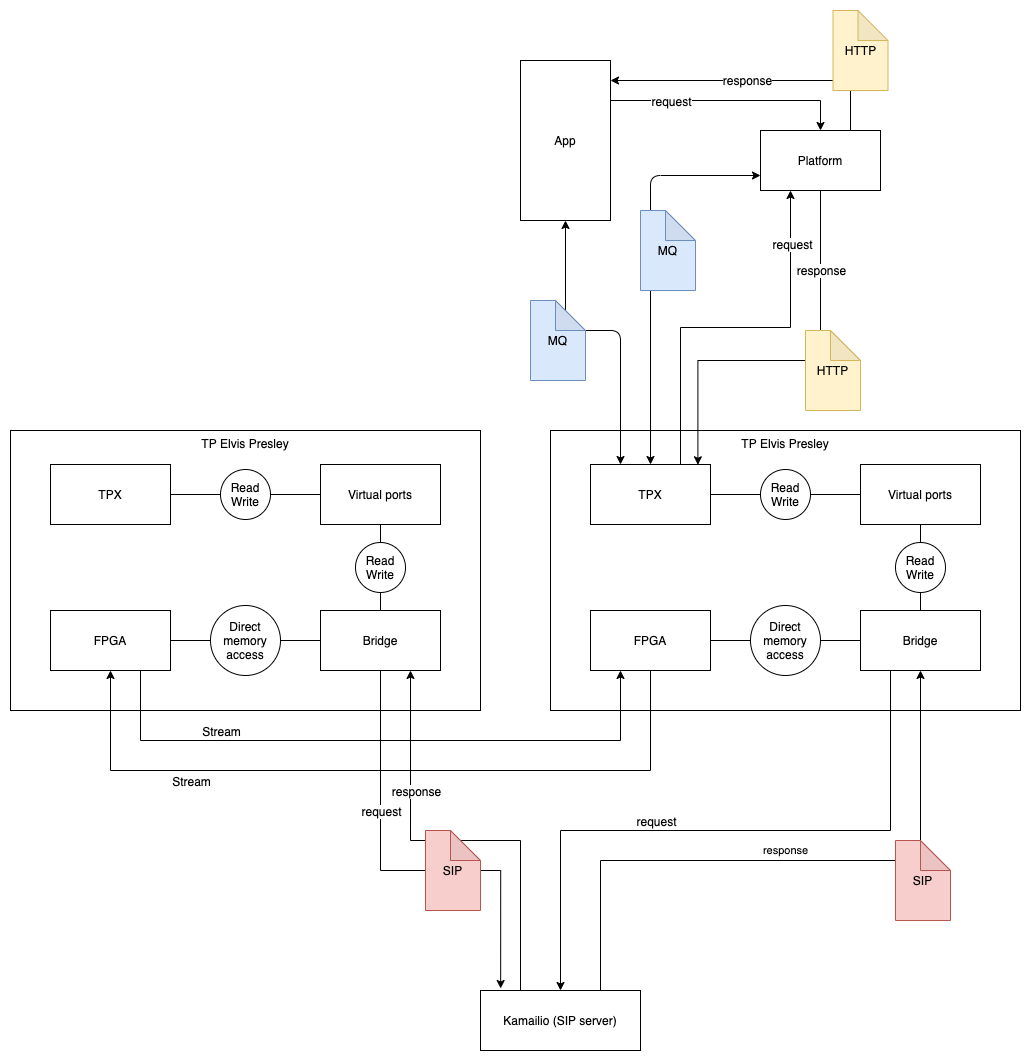 HTTP
response
request
App
Platform
MQ
request
response
MQ
HTTP
TP Elvis Presley
TPX
Read
Write
Virtual ports
Read
Write
FPGA
Direct
memory
access
Bridge
TP Elvis Presley
TPX
Read
Write
Virtual ports
Read
Write
FPGA
Direct
memory
access
Bridge
Stream
Stream
response
request
request
response
SIP
SIP
Kamailio (SIP server)